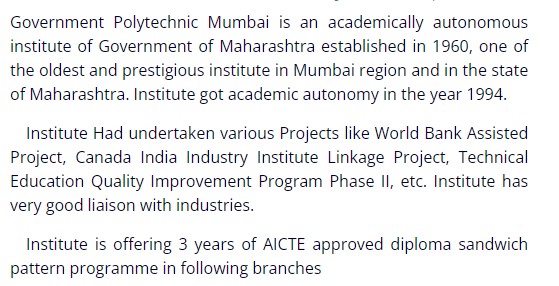 Government Polytechnic Mumbai is an academically autonomous
institute of Government of Maharashtra established in 1960, one of
the oldest and prestigious institute in Mumbai region and in the state
of Maharashtra. Institute got academic autonomy in the year 1994.
Institute Had undertaken various Projects like World Bank Assisted
Project, Canada India Industry Institute Linkage Project, Technical
Education Quality Improvement Program Phase II, etc. Institute has
very good liaison with industries.
Institute is offering 3 years of AICTE approved diploma sandwich
pattern programme in following branches